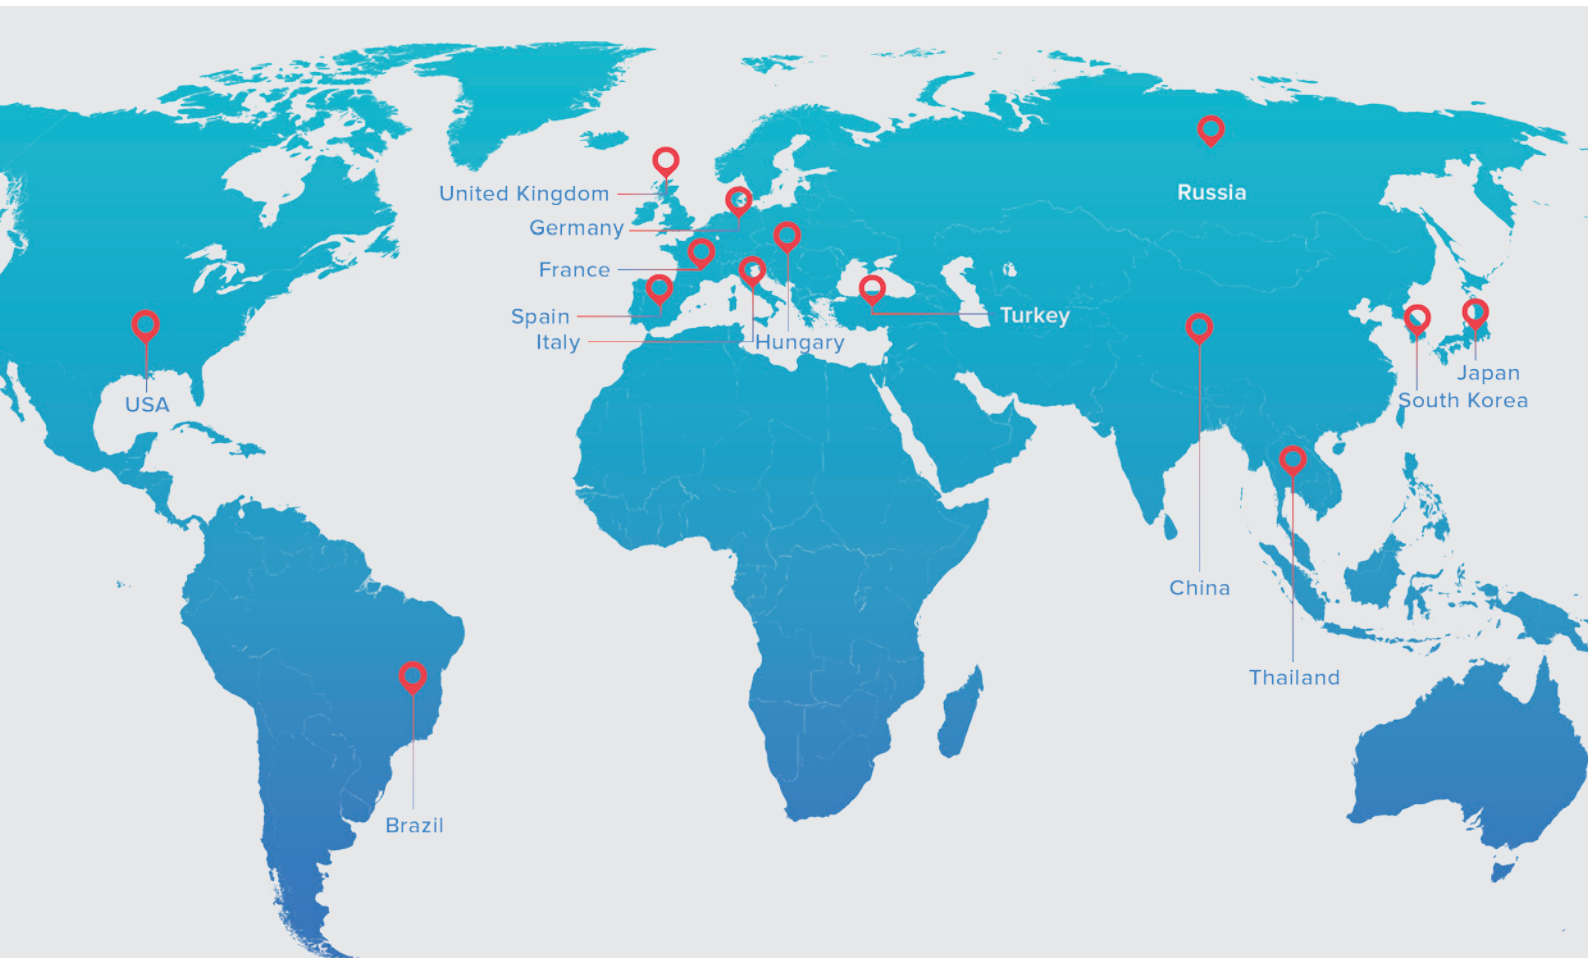 Russia
United Kingdom
Germany
France
Spain
Turkey
Italy
Hungary
Japan
USA
South Korea
China
Thailand
Brazil